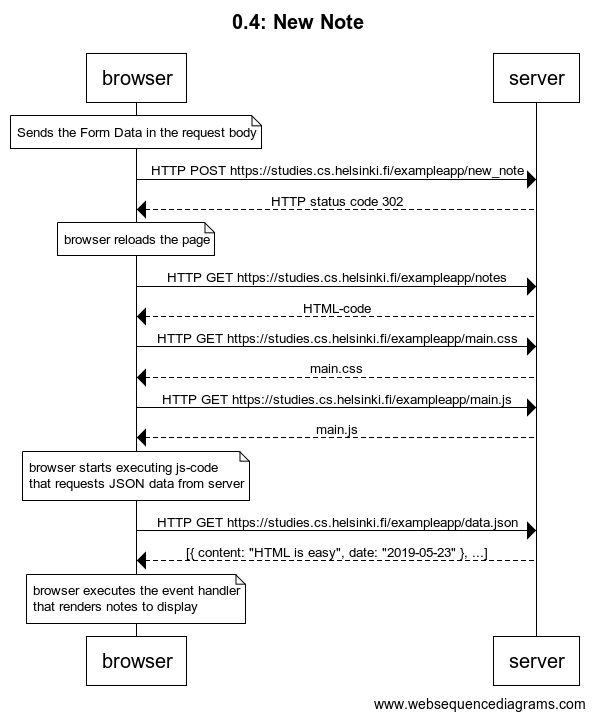 0.4: New Note
browser
server
Sends the Form Data in the request body
HTTP POST https://studies.cs.helsinki.fi/exampleapp/new_note
HTTP status code 302
browser reloads the page
HTTP GET https://studies.cs.helsinki.fi/exampleapp/notes
HTML-code
HTTP GET https://studies.cs.helsinki.fi/exampleapp/main.css
main.css
HTTP GET https://studies.cs.helsinki.fi/exampleapp/main.js
main.js
browser starts executing js-code
that requests JSON data from server
HTTP GET https://studies.cs.helsinki.fi/exampleapp/data.json
[{ content: "HTML is easy", date: "2019-05-23" }, ...]
browser executes the event handler
that renders notes to display
browser
server
www.websequencediagrams.com